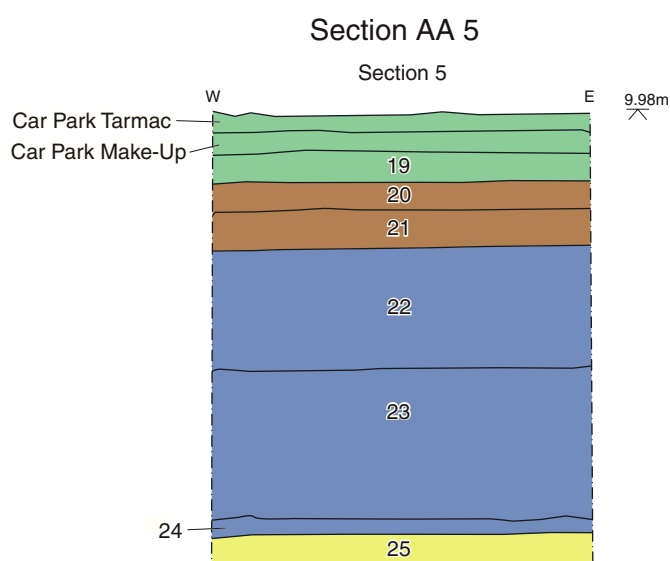 Section AA 5
Section 5
W
E
9.98m
Car Park Tarmac
Car Park Make-Up
19
20
21
22
23
24
25